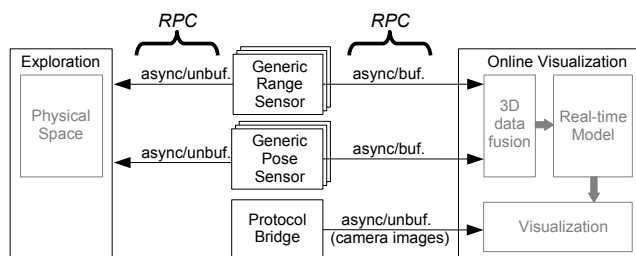 RPC
RPC
Exploration
Physical
Space
async/unbuf.
Generic
Range
Sensor
async/buf.
Online Visualization
3D
data
fusion
Real-time
Model
async/unbuf.
Generic
Pose
Sensor
async/buf.
Protocol
Bridge
async/unbuf.
(camera images)
Visualization